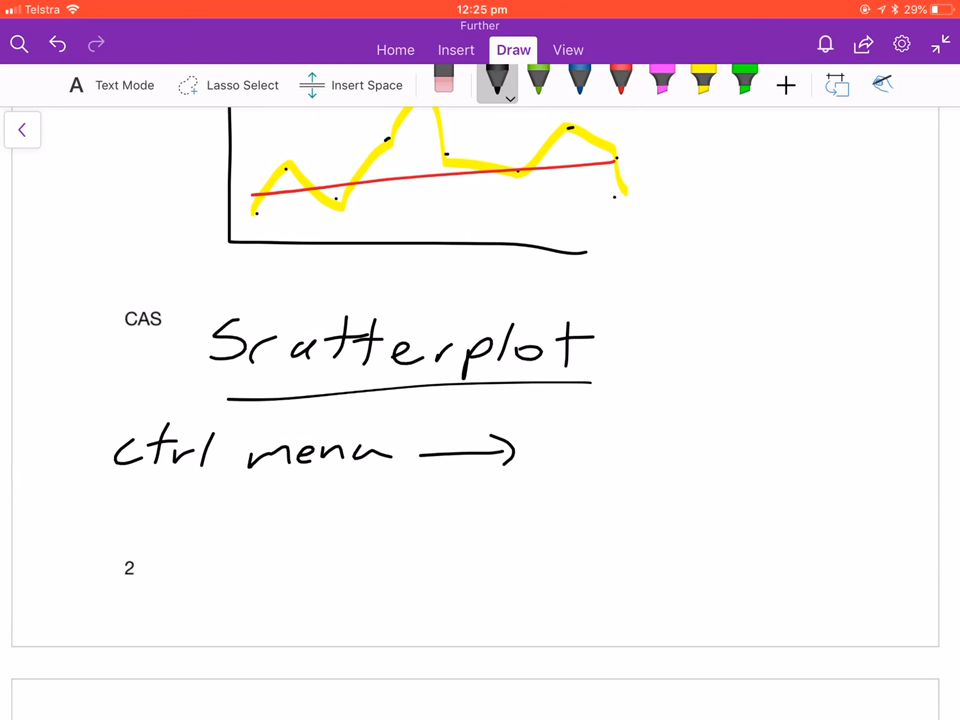 Telstra 12:25 pm 29%
Further
Home Insert Draw View
Text Mode Lasso Select Insert Space
CAS
Scatterplot
ctrl menu →
2